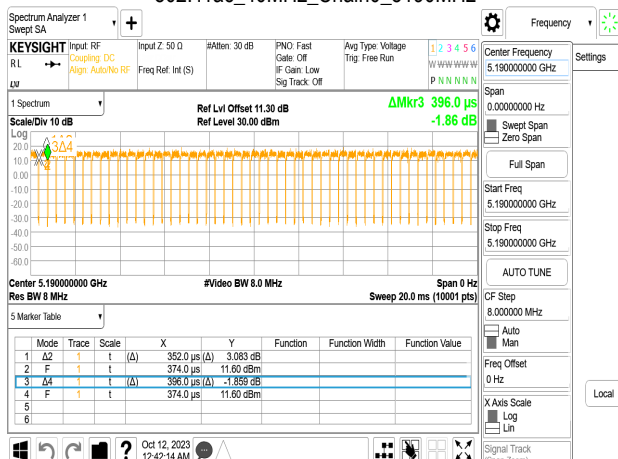 Spectrum Analyzer 1
Swept SA
Frequency
Settings
KEYSIGHT
Input: RF
Coupling: DC
Align: Auto/No RF
Input Z: 50 Ω
Freq Ref: Int (S)
#Atten: 30 dB
PNO: Fast
Gate: Off
IF Gain: Low
Sig Track: Off
Avg Type: Voltage
Trig: Free Run
1 2 3 4 5 6
W W W W W W
P N N N N N
RL
LXI
1 Spectrum
Scale/Div 10 dB
Ref Lvl Offset 11.30 dB
Ref Level 30.00 dBm
ΔMkr3 396.0 µs
-1.86 dB
Log
3Δ4
20.0
10.0
0.00
-10.0
-20.0
-30.0
-40.0
-50.0
-60.0
Center 5.190000000 GHz
#Video BW 8.0 MHz
Span 0 Hz
Res BW 8 MHz
Sweep 20.0 ms (10001 pts)
5 Marker Table
Mode Trace Scale X Y Function Function Width Function Value
1 Δ2 1 t (Δ) 352.0 µs (Δ) 3.083 dB
2 F 1 t 374.0 µs 11.60 dBm
3 Δ4 1 t (Δ) 396.0 µs (Δ) -1.859 dB
4 F 1 t 374.0 µs 11.60 dBm
5
6
Oct 12, 2023
12:42:14 AM
Center Frequency
5.190000000 GHz
Span
0.00000000 Hz
Swept Span
Zero Span
Full Span
Start Freq
5.190000000 GHz
Stop Freq
5.190000000 GHz
AUTO TUNE
CF Step
8.000000 MHz
Auto
Man
Freq Offset
0 Hz
X Axis Scale
Log
Lin
Signal Track
Local